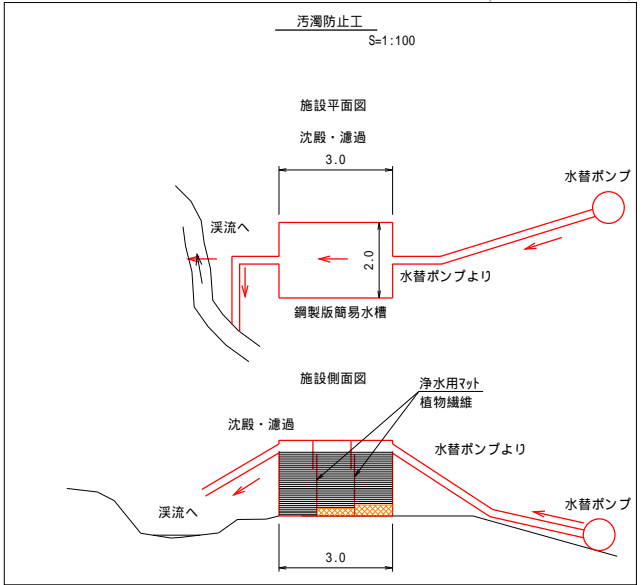 汚濁防止工
S=1:100
施設平面図
沈殿・濾過
3.0
水替ポンプ
渓流へ
2.0
水替ポンプより
鋼製版簡易水槽
施設側面図
浄水用マット
植物繊維
沈殿・濾過
水替ポンプより
渓流へ
水替ポンプ
3.0